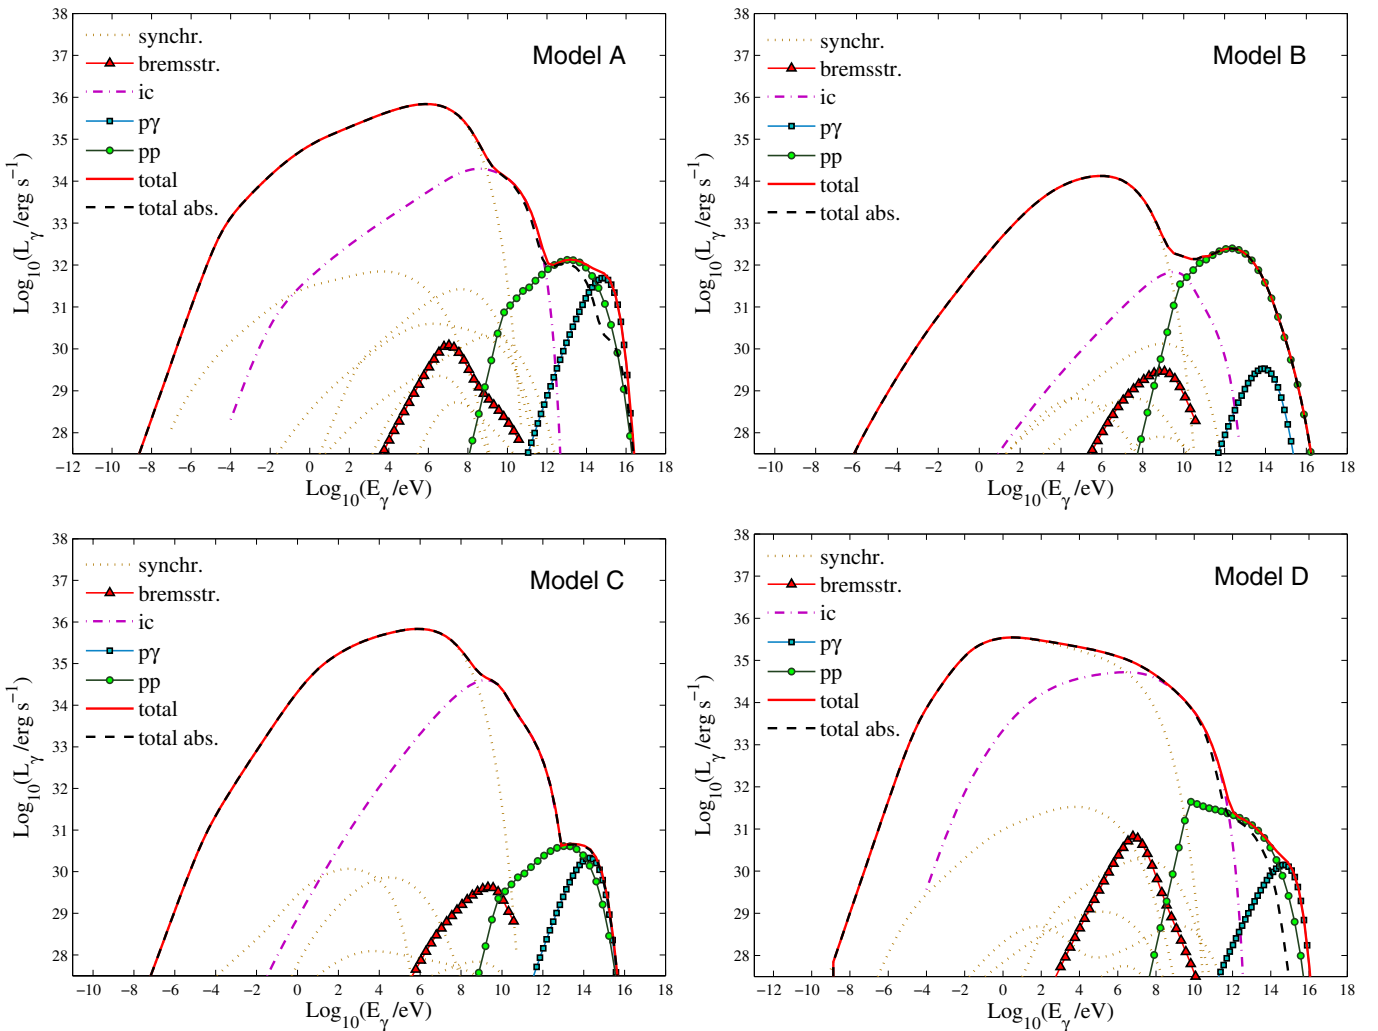 Model A
synchr.
bremsstr.
ic
pγ
pp
total
total abs.
38
37
36
35
34
33
32
31
30
29
28
Log10(Lγ /erg s−1)
−12 −10 −8 −6 −4 −2 0 2 4 6 8 10 12 14 16 18
Log10(Eγ /eV)
Model B
synchr.
bremsstr.
ic
pγ
pp
total
total abs.
38
37
36
35
34
33
32
31
30
29
28
Log10(Lγ /erg s−1)
−10 −8 −6 −4 −2 0 2 4 6 8 10 12 14 16 18
Log10(Eγ /eV)
Model C
synchr.
bremsstr.
ic
pγ
pp
total
total abs.
38
37
36
35
34
33
32
31
30
29
28
Log10(Lγ /erg s−1)
−10 −8 −6 −4 −2 0 2 4 6 8 10 12 14 16 18
Log10(Eγ /eV)
Model D
synchr.
bremsstr.
ic
pγ
pp
total
total abs.
38
37
36
35
34
33
32
31
30
29
28
Log10(Lγ /erg s−1)
−12 −10 −8 −6 −4 −2 0 2 4 6 8 10 12 14 16 18
Log10(Eγ /eV)